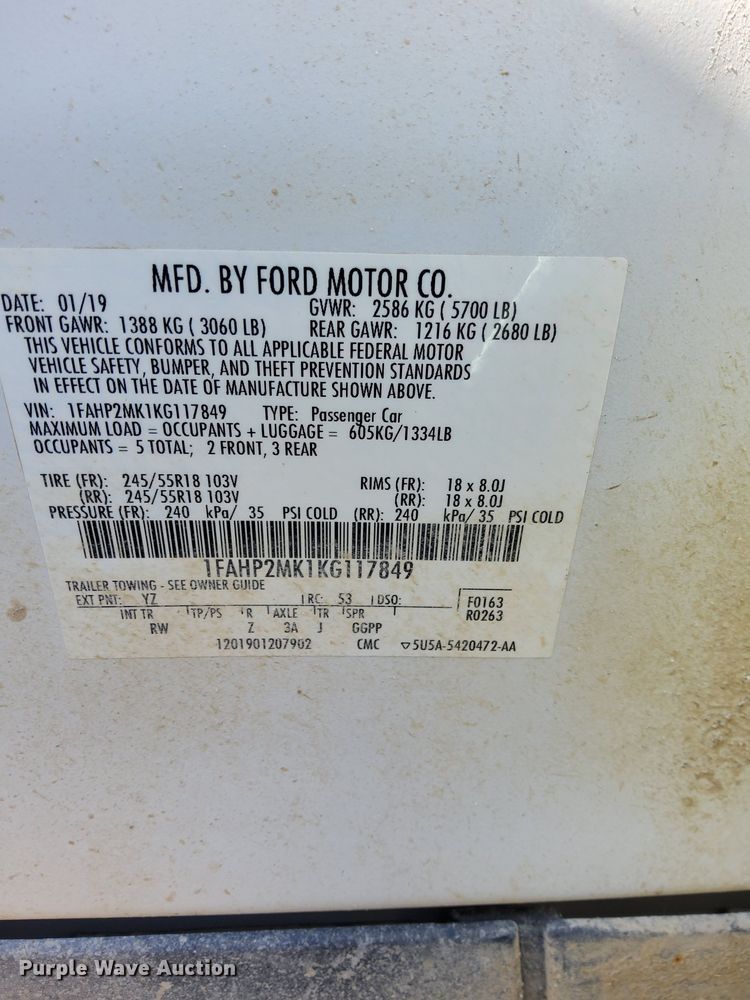 MFD. BY FORD MOTOR CO.
DATE: 01/19 GVWR: 2586 KG ( 5700 LB)
FRONT GAWR: 1388 KG ( 3060 LB) REAR GAWR: 1216 KG ( 2680 LB)
THIS VEHICLE CONFORMS TO ALL APPLICABLE FEDERAL MOTOR
VEHICLE SAFETY, BUMPER, AND THEFT PREVENTION STANDARDS
IN EFFECT ON THE DATE OF MANUFACTURE SHOWN ABOVE.
VIN: 1FAHP2MK1KG117849 TYPE: Passenger Car
MAXIMUM LOAD = OCCUPANTS + LUGGAGE = 605KG/1334LB
OCCUPANTS = 5 TOTAL; 2 FRONT, 3 REAR
TIRE (FR): 245/55R18 103V RIMS (FR): 18 x 8.0J
(RR): 245/55R18 103V (RR): 18 x 8.0J
PRESSURE (FR): 240 kPa/ 35 PSI COLD (RR): 240 kPa/ 35 PSI COLD
1FAHP2MK1KG117849
TRAILER TOWING - SEE OWNER GUIDE
EXT PNT: YZ RC: 53 DSO: F0163
INT TR TP/PS R AXLE TR SPR R0263
RW Z 3A J GGPP
1201901207902 CMC ▽5U5A-5420472-AA
Purple Wave Auction